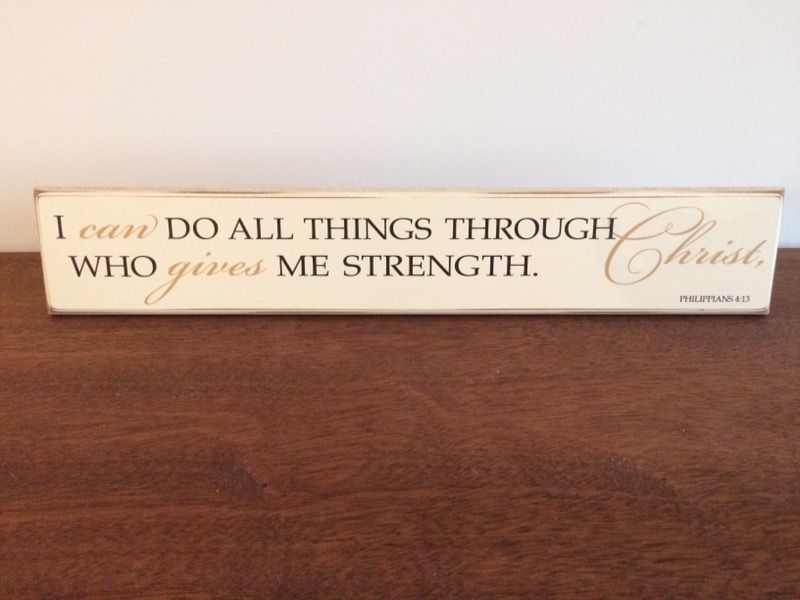 I can DO ALL THINGS THROUGH Christ,
WHO gives ME STRENGTH.
PHILIPPIANS 4:13